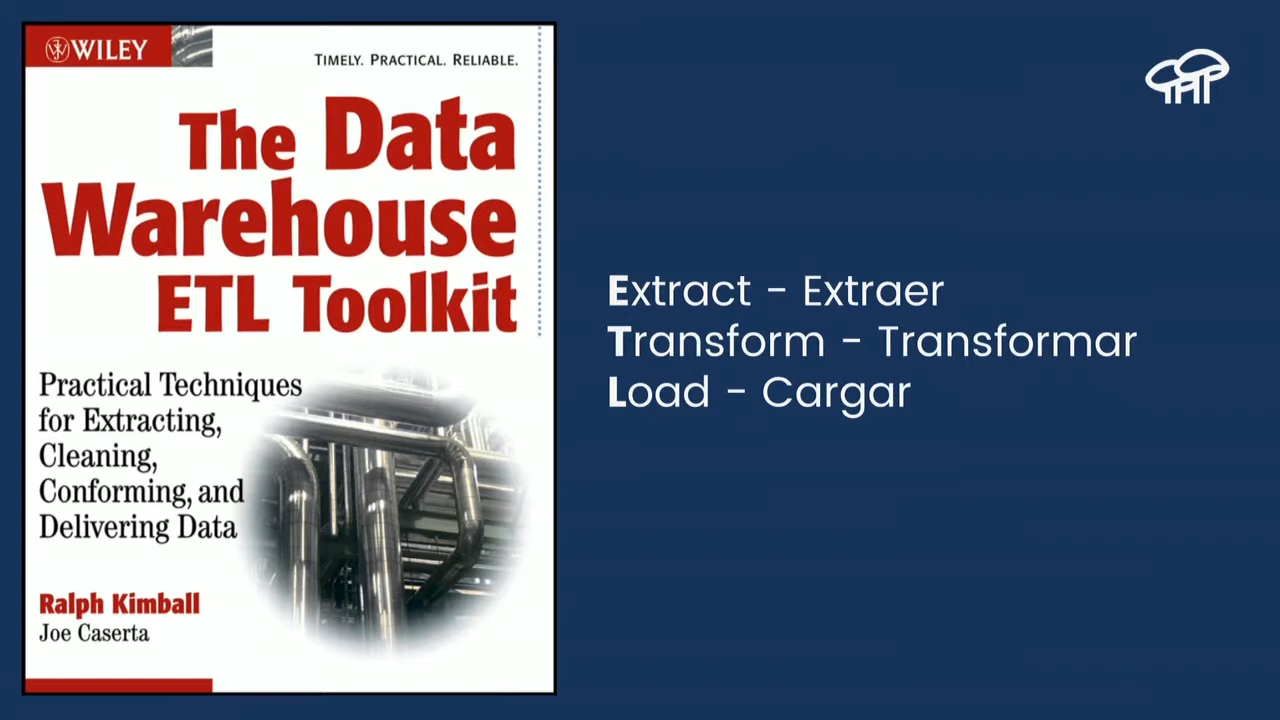 WILEY
TIMELY. PRACTICAL. RELIABLE.
The Data
Warehouse
ETL Toolkit
Practical Techniques
for Extracting,
Cleaning,
Conforming, and
Delivering Data
Ralph Kimball
Joe Caserta
Extract - Extraer
Transform - Transformar
Load - Cargar